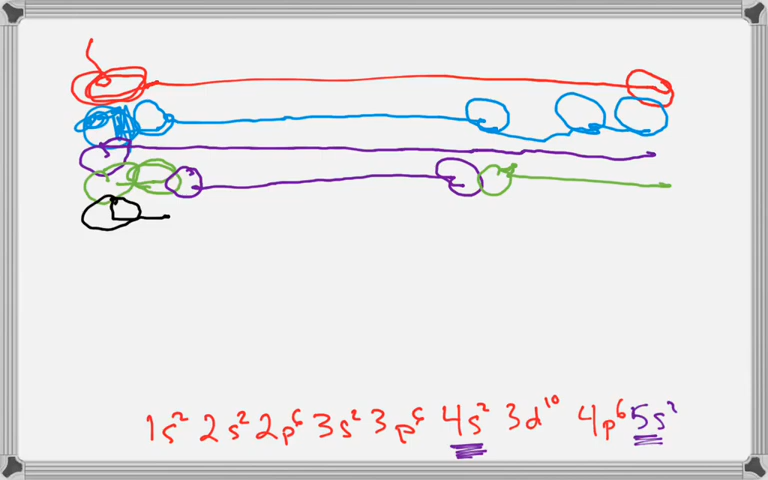 1s² 2s² 2p⁶ 3s² 3p⁶ 4s² 3d¹⁰ 4p⁶ 5s²